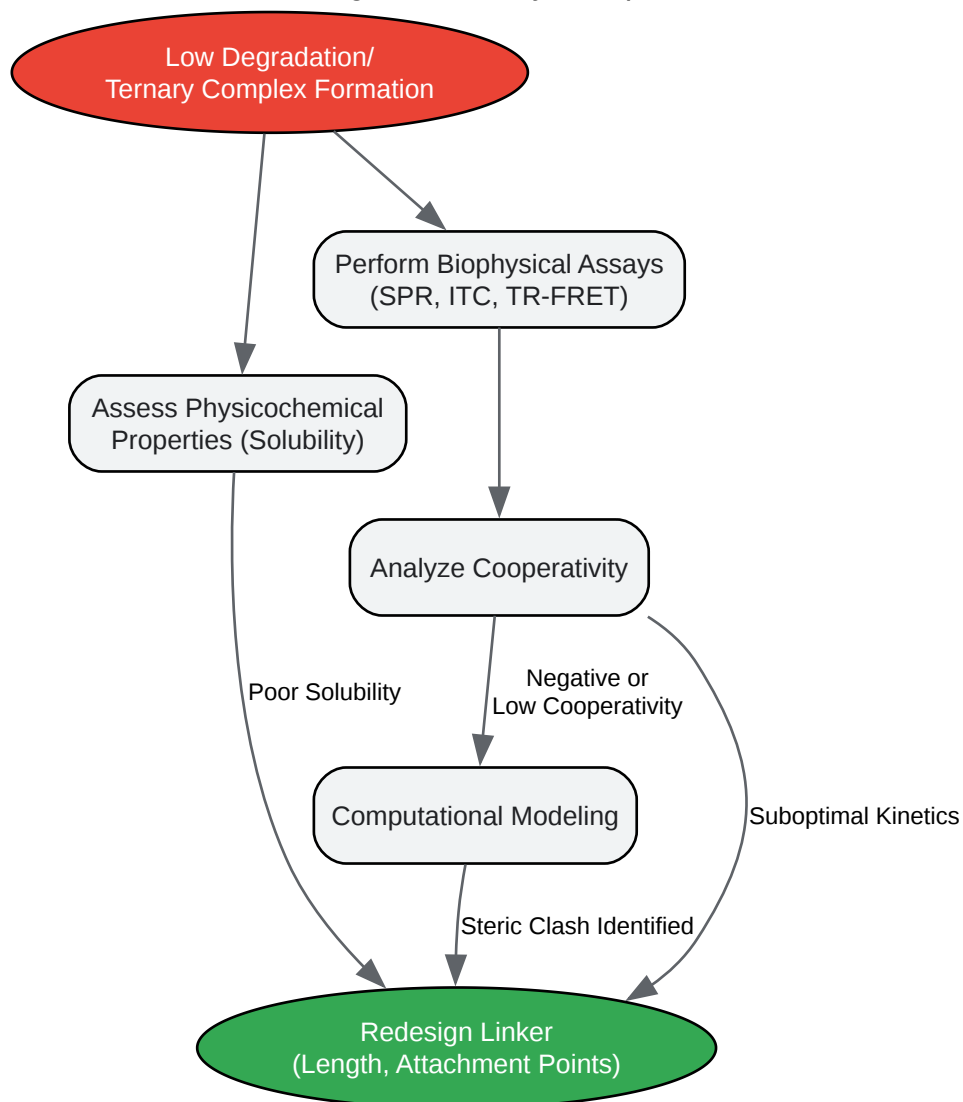 Low Degradation/
Ternary Complex Formation
Perform Biophysical Assays
(SPR, ITC, TR-FRET)
Assess Physicochemical
Properties (Solubility)
Analyze Cooperativity
Poor Solubility
Negative or
Low Cooperativity
Computational Modeling
Suboptimal Kinetics
Steric Clash Identified
Redesign Linker
(Length, Attachment Points)